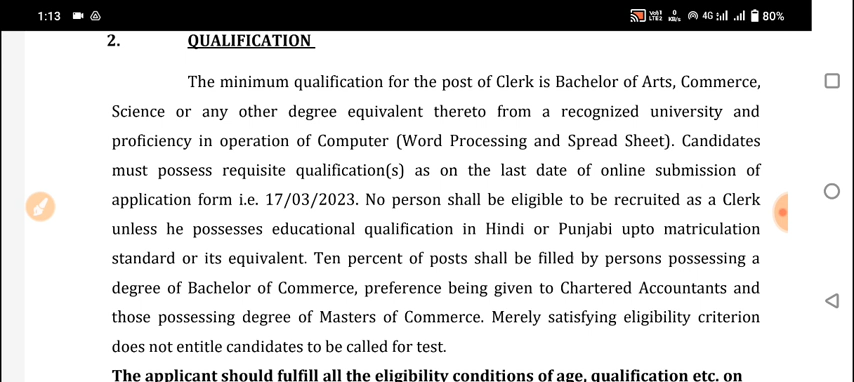 1:13
Vo1
LTE2
0
KB/s
4G
80%
2. QUALIFICATION
The minimum qualification for the post of Clerk is Bachelor of Arts, Commerce,
Science or any other degree equivalent thereto from a recognized university and
proficiency in operation of Computer (Word Processing and Spread Sheet). Candidates
must possess requisite qualification(s) as on the last date of online submission of
application form i.e. 17/03/2023. No person shall be eligible to be recruited as a Clerk
unless he possesses educational qualification in Hindi or Punjabi upto matriculation
standard or its equivalent. Ten percent of posts shall be filled by persons possessing a
degree of Bachelor of Commerce, preference being given to Chartered Accountants and
those possessing degree of Masters of Commerce. Merely satisfying eligibility criterion
does not entitle candidates to be called for test.
The applicant should fulfill all the eligibility conditions of age, qualification etc. on